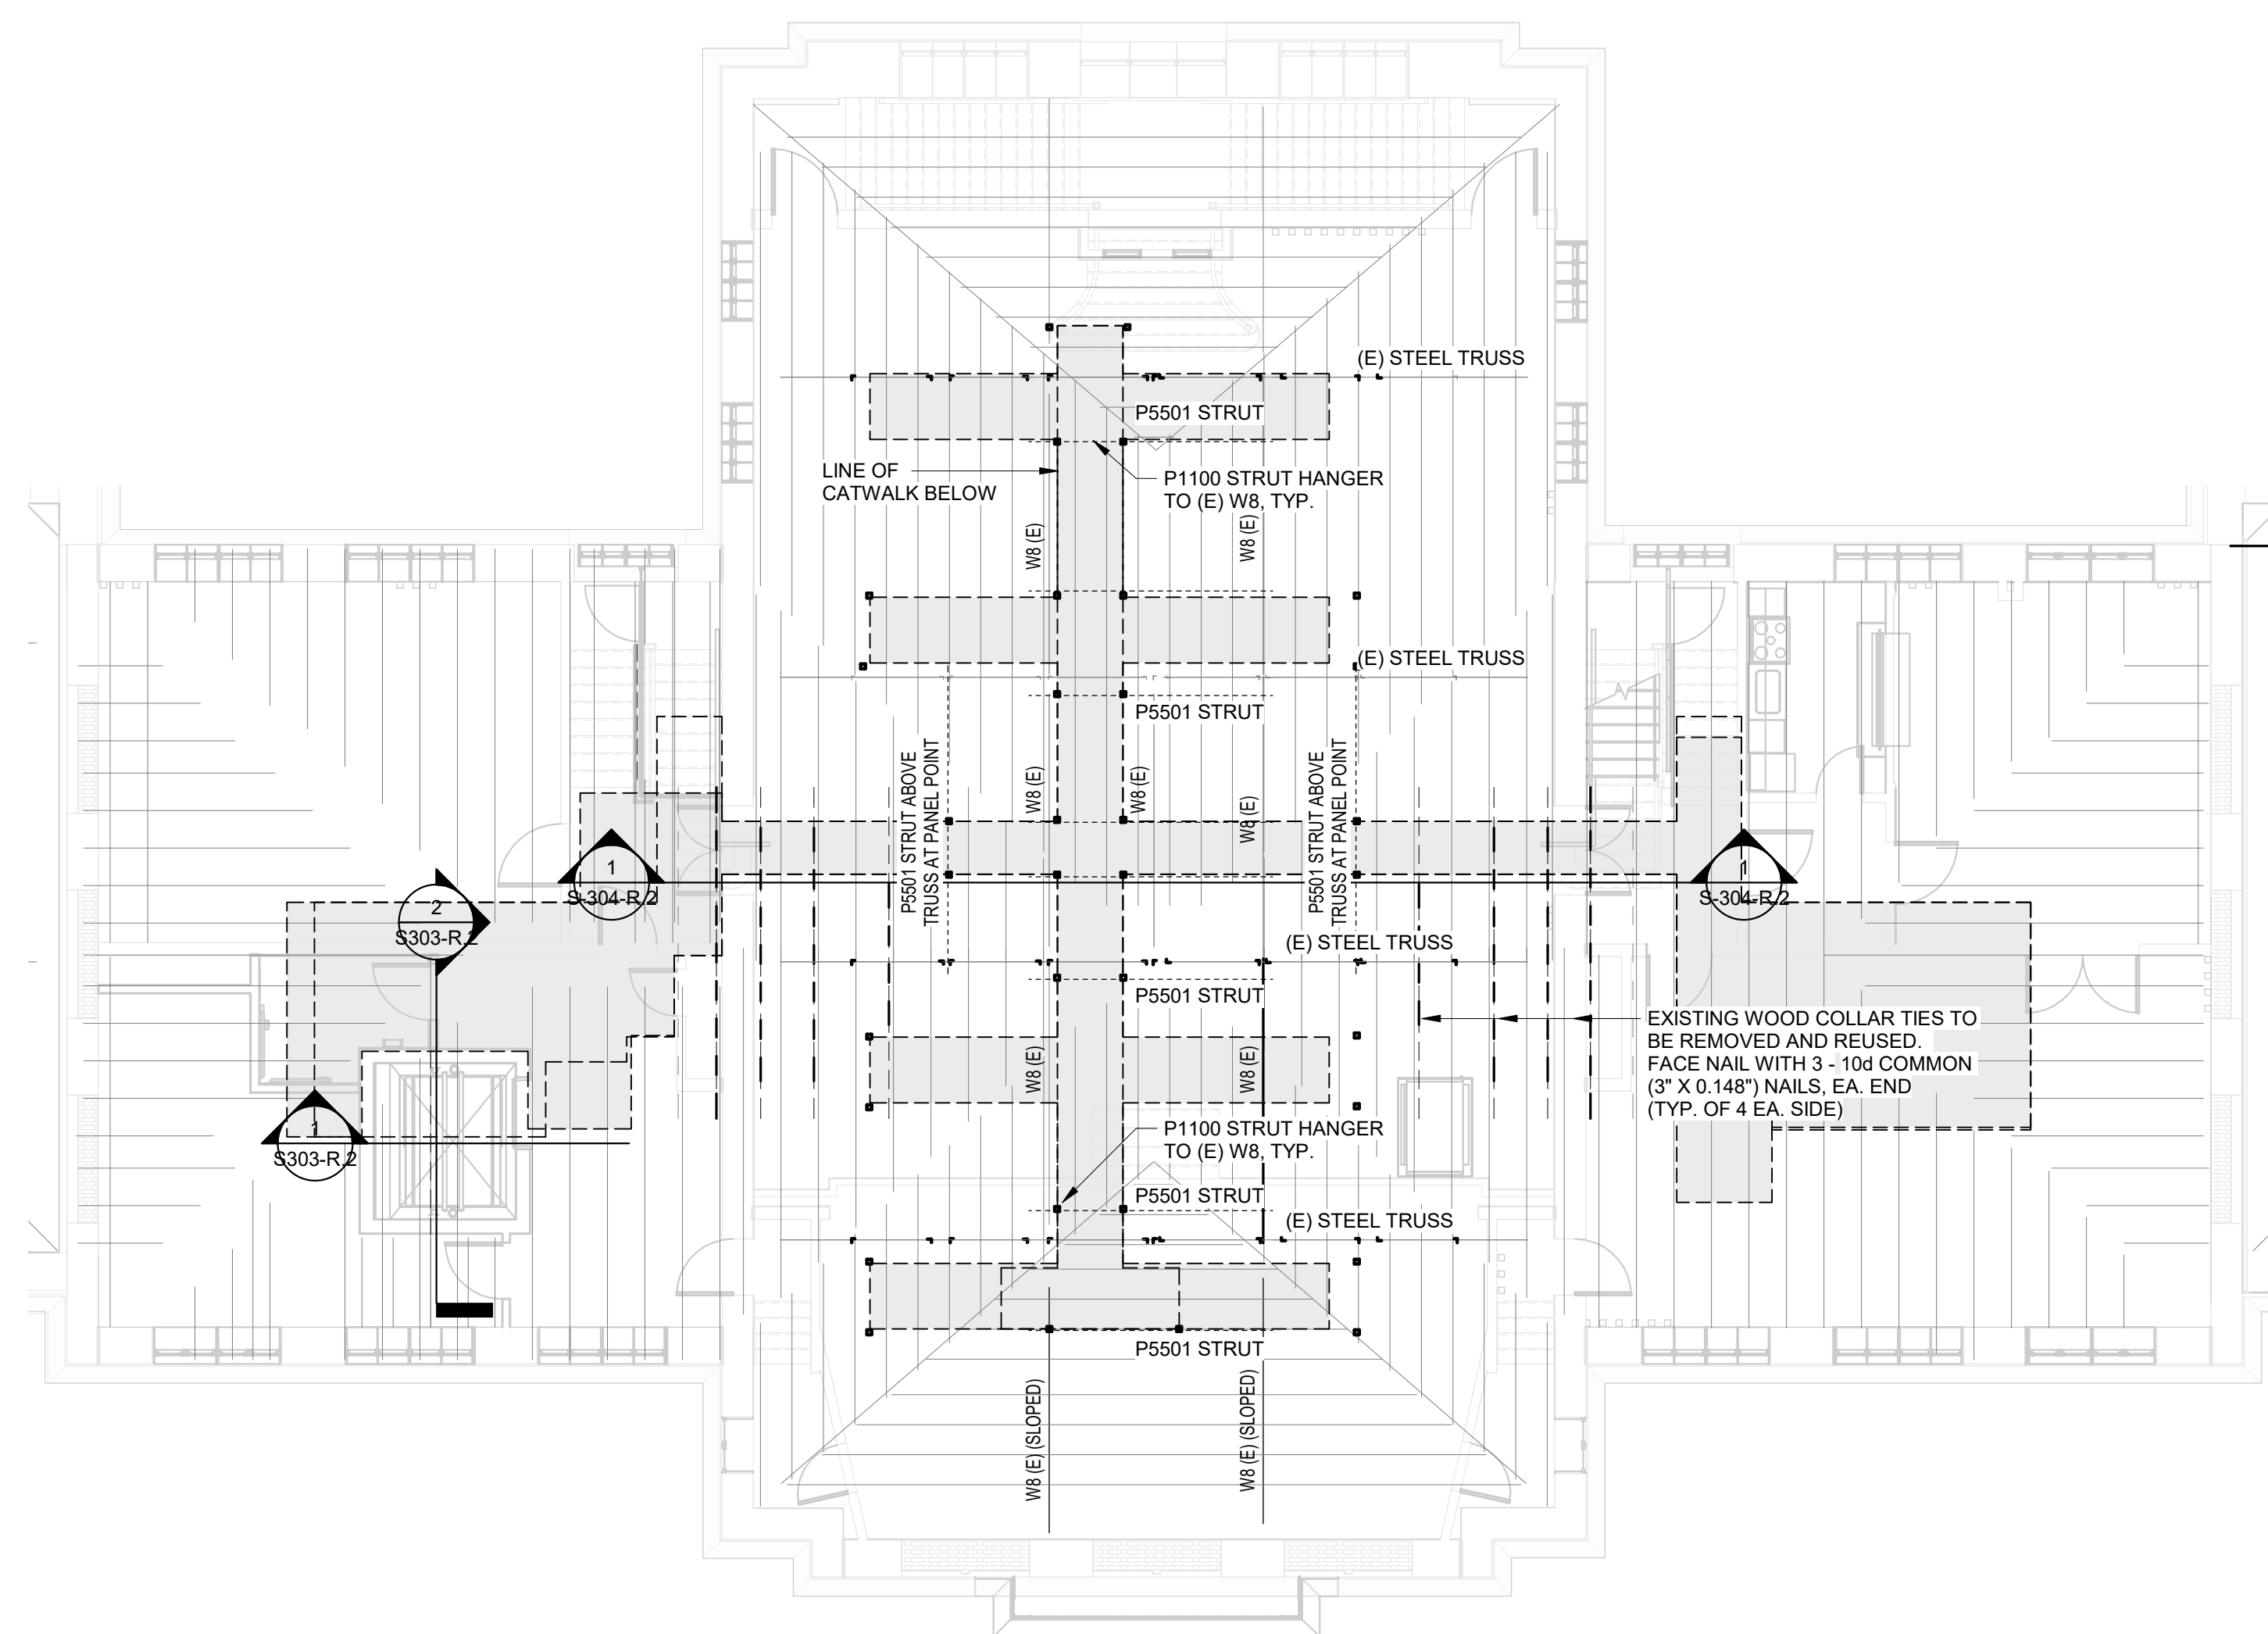 (E) STEEL TRUSS
P5501 STRUT
LINE OF
CATWALK BELOW
P1100 STRUT HANGER
TO (E) W8, TYP.
W8 (E)
W8 (E)
(E) STEEL TRUSS
P5501 STRUT
P5501 STRUT ABOVE
TRUSS AT PANEL POINT
W8 (E)
W8 (E)
W8 (E)
P5501 STRUT ABOVE
TRUSS AT PANEL POINT
1
S-304-R.2
1
S-304-R.2
2
S303-R.2
(E) STEEL TRUSS
P5501 STRUT
EXISTING WOOD COLLAR TIES TO
BE REMOVED AND REUSED.
FACE NAIL WITH 3 - 10d COMMON
(3" X 0.148") NAILS, EA. END
(TYP. OF 4 EA. SIDE)
W8 (E)
W8 (E)
P1100 STRUT HANGER
TO (E) W8, TYP.
1
S303-R.2
P5501 STRUT
(E) STEEL TRUSS
P5501 STRUT
W8 (E) (SLOPED)
W8 (E) (SLOPED)